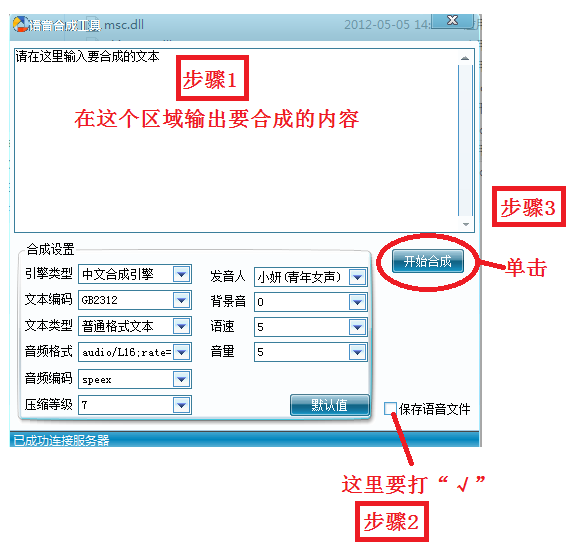 语音合成工具 msc.dll 2012-05-05 14:
请在这里输入要合成的文本
步骤1
在这个区域输出要合成的内容
步骤3
合成设置
开始合成
单击
引擎类型 中文合成引擎 发音人 小妍(青年女声)
文本编码 GB2312 背景音 0
文本类型 普通格式文本 语速 5
音频格式 audio/L16;rate= 音量 5
音频编码 speex
压缩等级 7 默认值
保存语音文件
已成功连接服务器
这里要打“√”
步骤2